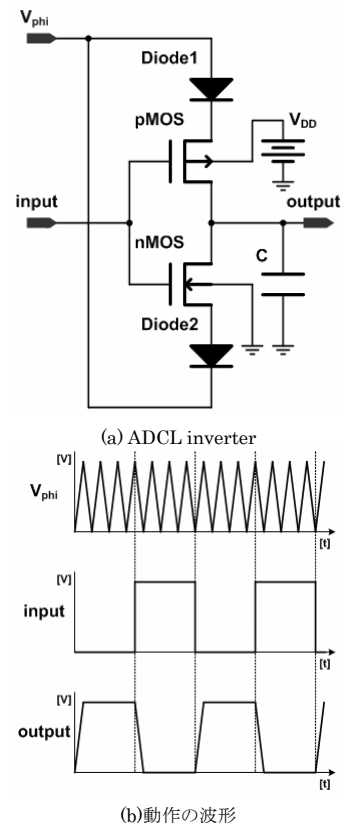 Vphi
Diode1
pMOS
VDD
input
output
nMOS
C
Diode2
(a) ADCL inverter
[V]
Vphi
[t]
[V]
input
[t]
[V]
output
[t]
(b)動作の波形